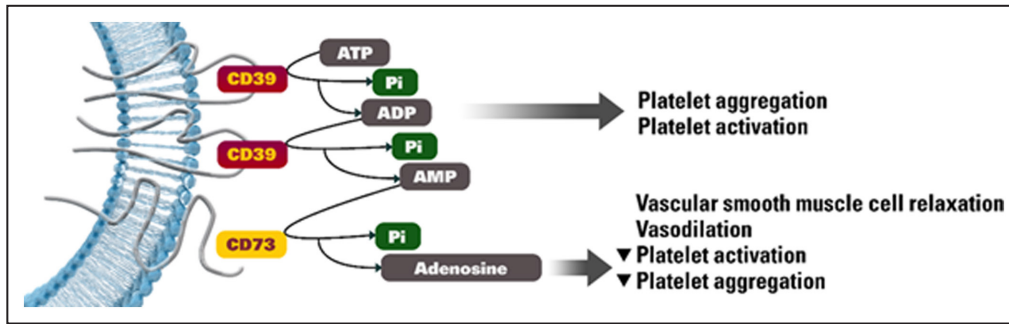 ATP
CD39
Pi
ADP
Platelet aggregation
Platelet activation
CD39
Pi
AMP
Vascular smooth muscle cell relaxation
Vasodilation
CD73
Pi
▼ Platelet activation
Adenosine
▼ Platelet aggregation